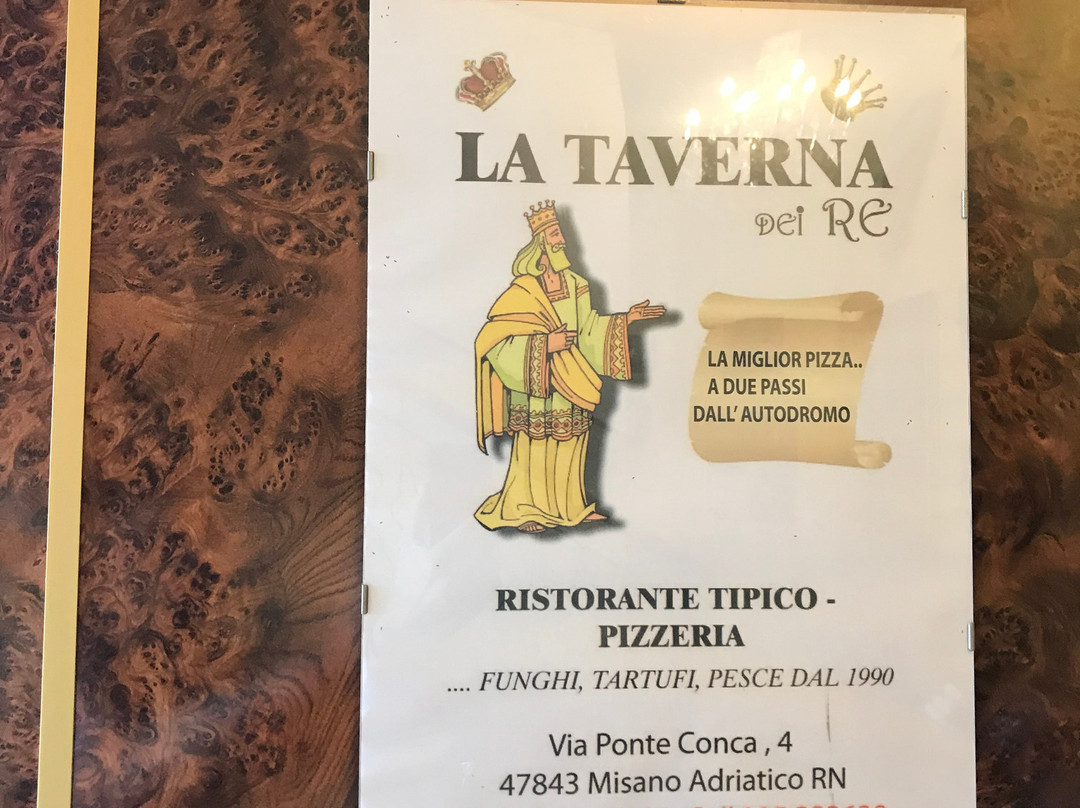 LA TAVERNA
DEI RE
LA MIGLIOR PIZZA..
A DUE PASSI
DALL' AUTODROMO
RISTORANTE TIPICO -
PIZZERIA
.... FUNGHI, TARTUFI, PESCE DAL 1990
Via Ponte Conca , 4
47843 Misano Adriatico RN